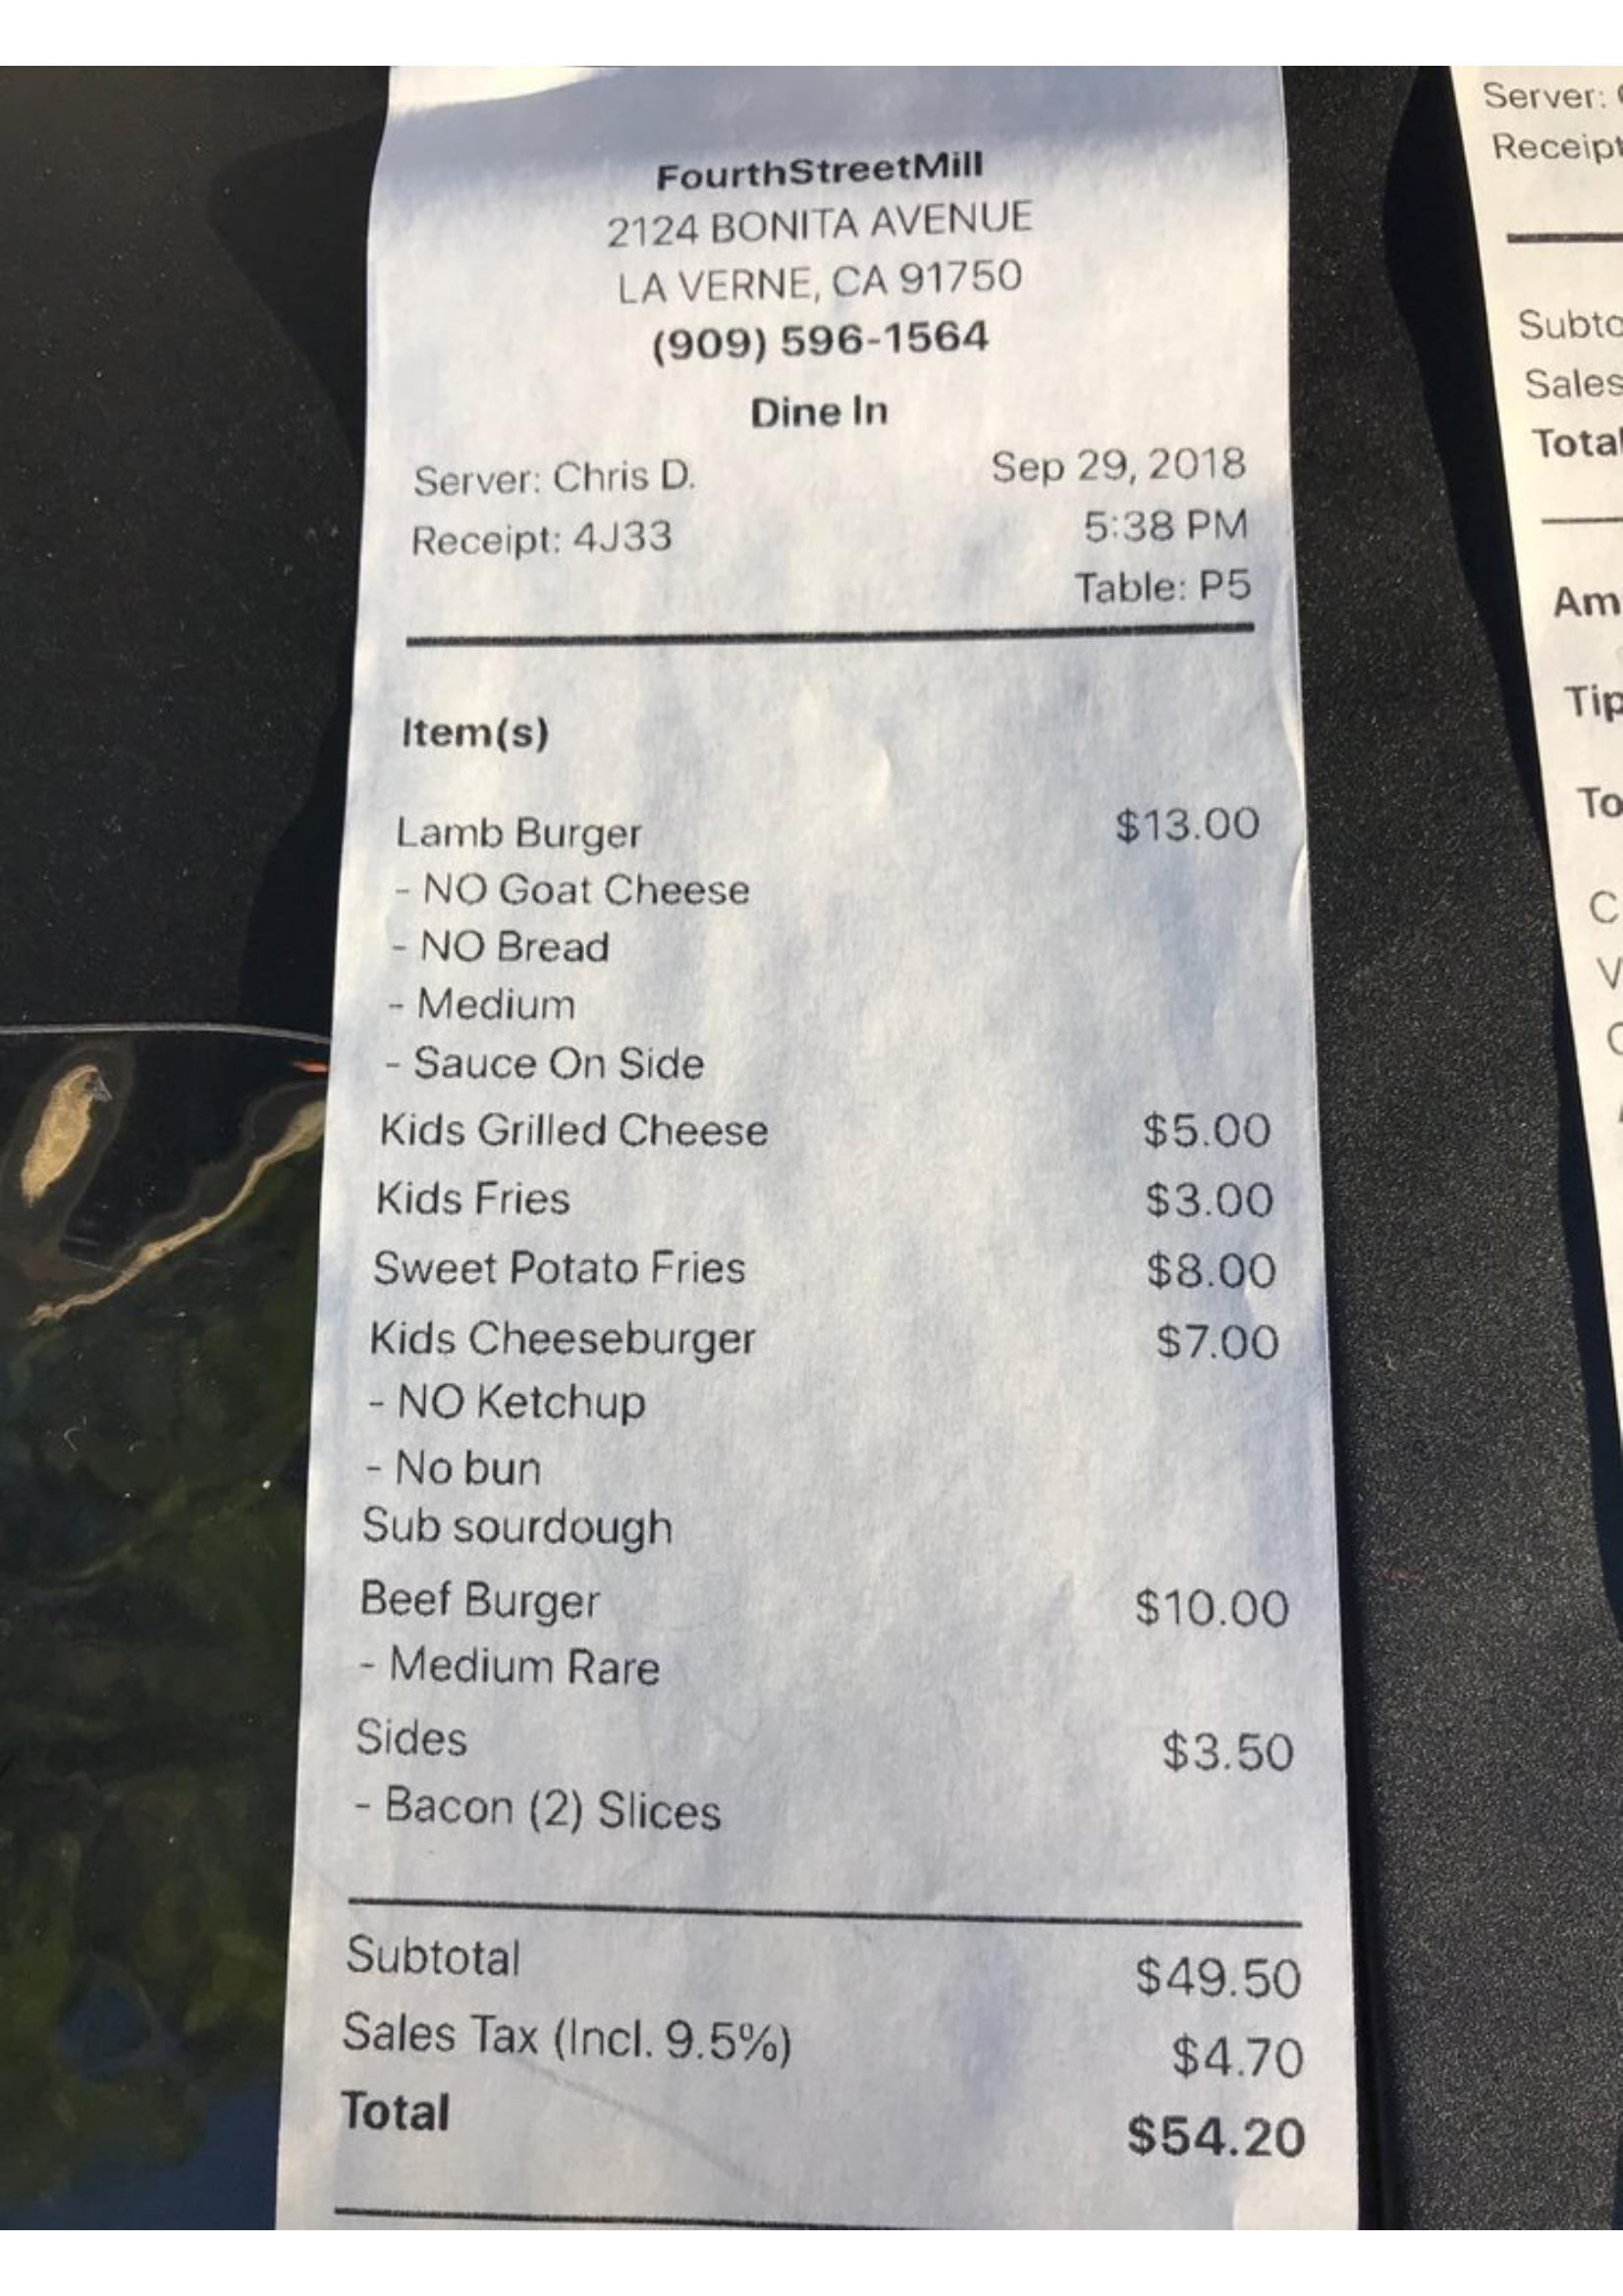 FourthStreetMill
2124 BONITA AVENUE
LA VERNE, CA 91750
(909) 596-1564
Dine In
Server: Chris D. Sep 29, 2018
Receipt: 4J33 5:38 PM
Table: P5
Item(s)
Lamb Burger $13.00
- NO Goat Cheese
- NO Bread
- Medium
- Sauce On Side
Kids Grilled Cheese $5.00
Kids Fries $3.00
Sweet Potato Fries $8.00
Kids Cheeseburger $7.00
- NO Ketchup
- No bun
Sub sourdough
Beef Burger $10.00
- Medium Rare
Sides $3.50
- Bacon (2) Slices
Subtotal $49.50
Sales Tax (Incl. 9.5%) $4.70
Total $54.20
Server:
Receipt
Subto
Sales
Total
Am
Tip
To
C
V